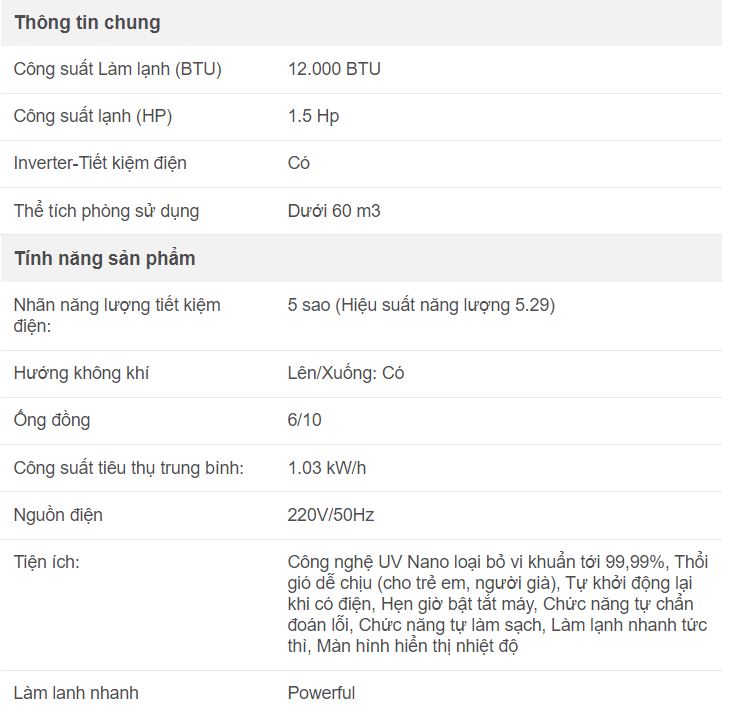 Thông tin chung
Công suất Làm lạnh (BTU) 12.000 BTU
Công suất lạnh (HP) 1.5 Hp
Inverter-Tiết kiệm điện Có
Thể tích phòng sử dụng Dưới 60 m3
Tính năng sản phẩm
Nhãn năng lượng tiết kiệm điện: 5 sao (Hiệu suất năng lượng 5.29)
Hướng không khí Lên/Xuống: Có
Ống đồng 6/10
Công suất tiêu thụ trung bình: 1.03 kW/h
Nguồn điện 220V/50Hz
Tiện ích: Công nghệ UV Nano loại bỏ vi khuẩn tới 99,99%, Thổi
gió dễ chịu (cho trẻ em, người già), Tự khởi động lại
khi có điện, Hẹn giờ bật tắt máy, Chức năng tự chẩn
đoán lỗi, Chức năng tự làm sạch, Làm lạnh nhanh tức
thì, Màn hình hiển thị nhiệt độ
Làm lanh nhanh Powerful